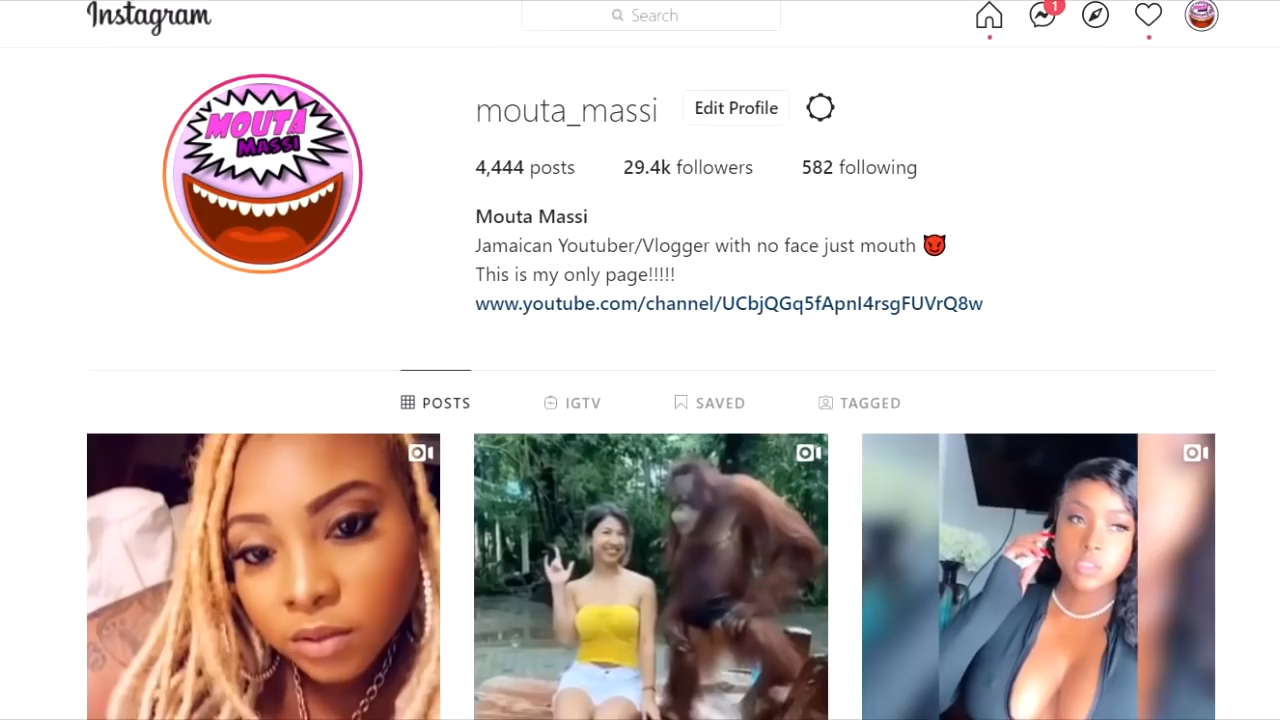 Instagram
Search
1
MOUTA
MASSI
mouta_massi Edit Profile
4,444 posts 29.4k followers 582 following
Mouta Massi
Jamaican Youtuber/Vlogger with no face just mouth 😈
This is my only page!!!!!
www.youtube.com/channel/UCbjQGq5fApnI4rsgFUVrQ8w
POSTS IGTV SAVED TAGGED